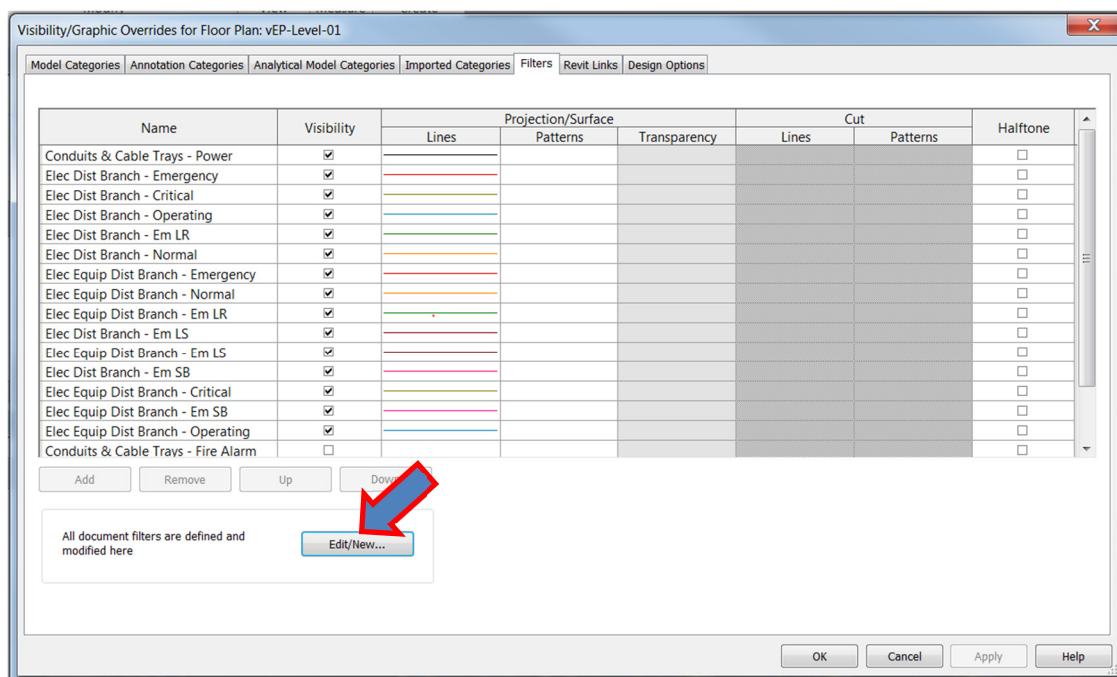 Visibility/Graphic Overrides for Floor Plan: vEP-Level-01
Model Categories Annotation Categories Analytical Model Categories Imported Categories Filters Revit Links Design Options
Name Visibility Projection/Surface Cut Halftone
Lines Patterns Transparency Lines Patterns
Conduits & Cable Trays - Power
Elec Dist Branch - Emergency
Elec Dist Branch - Critical
Elec Dist Branch - Operating
Elec Dist Branch - Em LR
Elec Dist Branch - Normal
Elec Equip Dist Branch - Emergency
Elec Equip Dist Branch - Normal
Elec Equip Dist Branch - Em LR
Elec Dist Branch - Em LS
Elec Equip Dist Branch - Em LS
Elec Dist Branch - Em SB
Elec Equip Dist Branch - Critical
Elec Equip Dist Branch - Em SB
Elec Equip Dist Branch - Operating
Conduits & Cable Trays - Fire Alarm
Add Remove Up
All document filters are defined and
modified here
Edit/New...
OK Cancel Apply Help